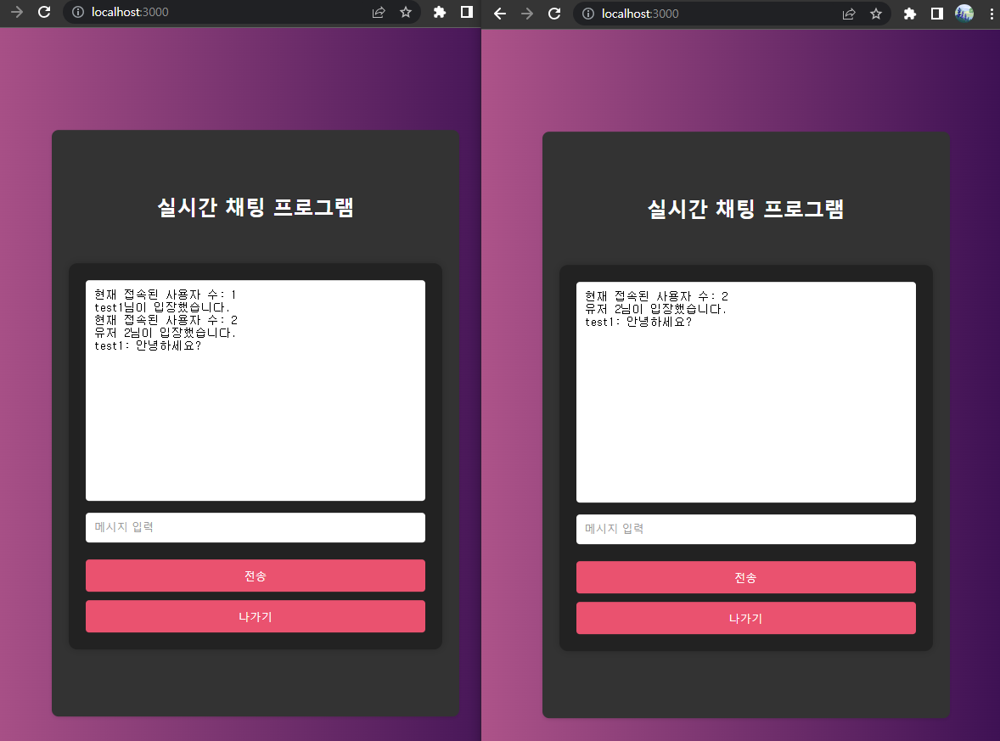 localhost:3000
실시간 채팅 프로그램
현재 접속된 사용자 수: 1
test1님이 입장했습니다.
현재 접속된 사용자 수: 2
유저 2님이 입장했습니다.
test1: 안녕하세요?
메시지 입력
전송
나가기
localhost:3000
실시간 채팅 프로그램
현재 접속된 사용자 수: 2
유저 2님이 입장했습니다.
test1: 안녕하세요?
메시지 입력
전송
나가기